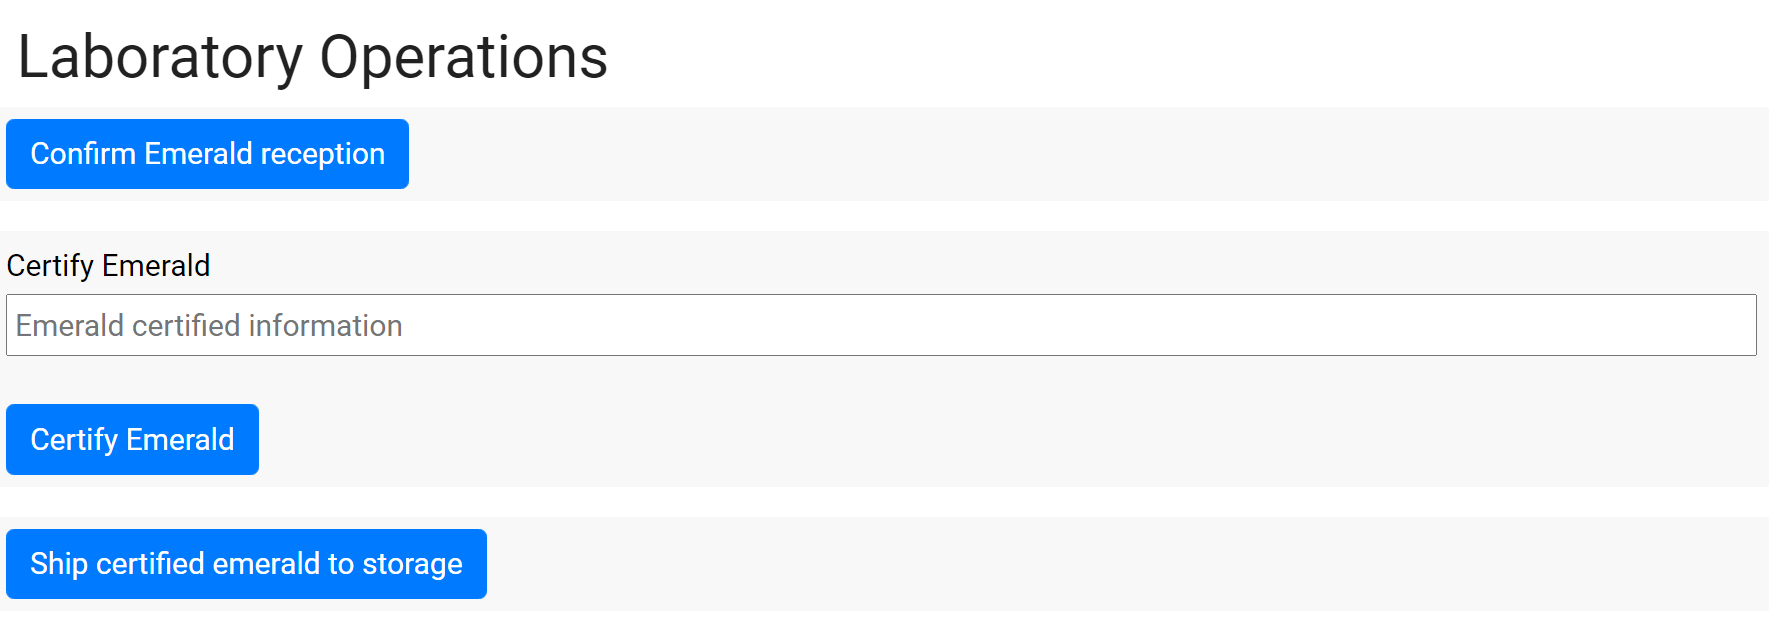 Laboratory Operations
Confirm Emerald reception
Certify Emerald
Emerald certified information
Certify Emerald
Ship certified emerald to storage